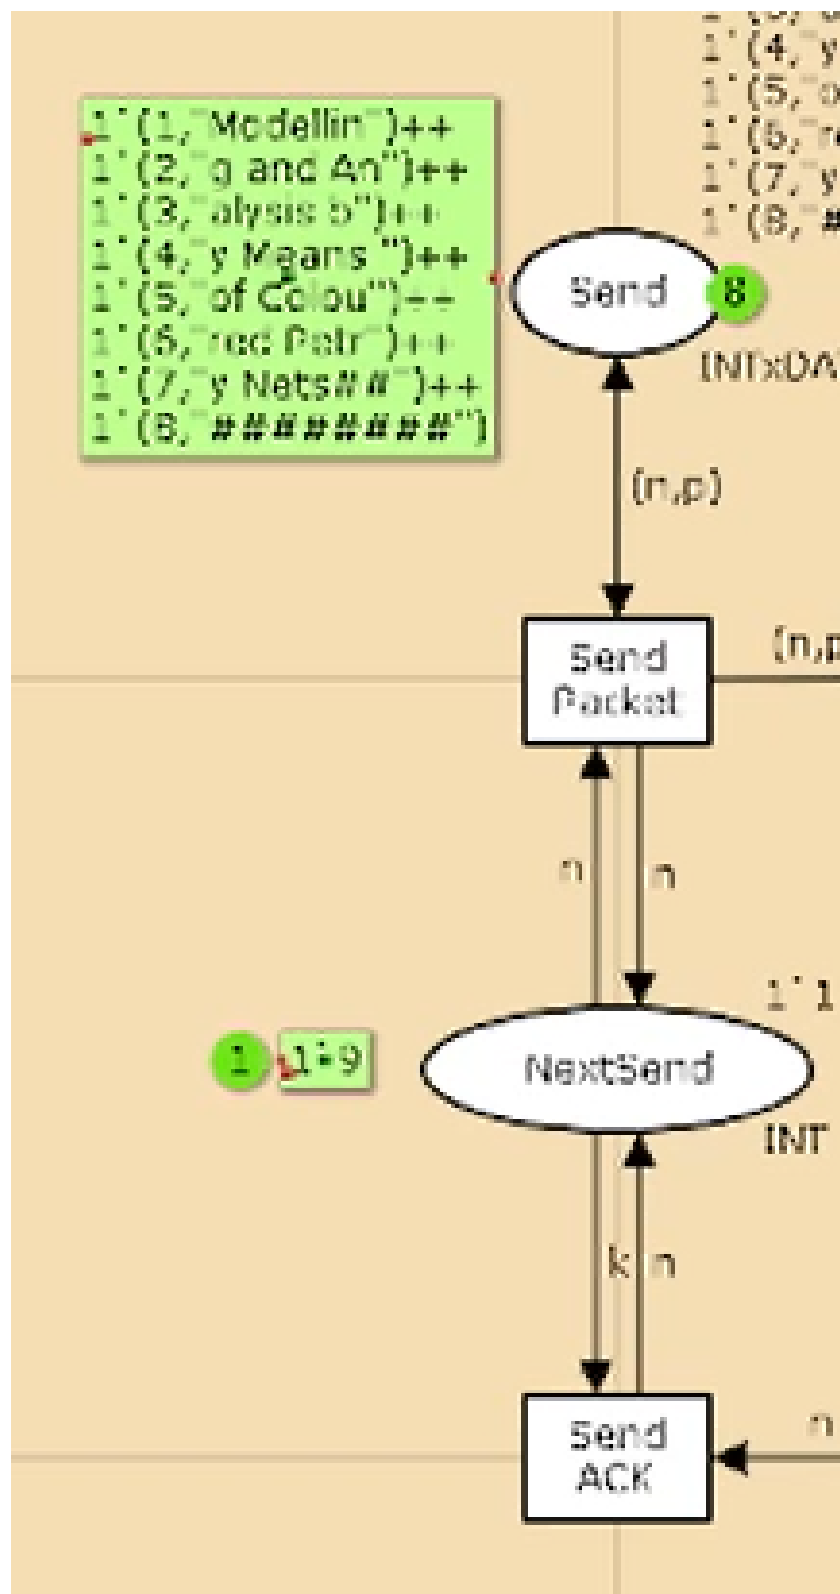 1`(4,"y
1`(5,"o
1`(6,"re
1`(7,"y
1`(8,"#
1`(1,"Modellin")++
1`(2,"g and An")++
1`(3,"alysis b")++
1`(4,"y Means ")++
1`(5,"of Colou")++
1`(6,"red Petr")++
1`(7,"y Nets##")++
1`(8,"########")
Send
8
INTxDA
(n,p)
Send
Packet
(n,p
n
n
1`1
1
1`9
NextSend
INT
k
n
Send
ACK
n